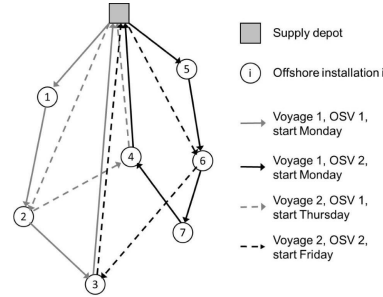 Supply depot
5
i Offshore installation i
1
Voyage 1, OSV 1,
start Monday
4
6
Voyage 1, OSV 2,
start Monday
2
7
Voyage 2, OSV 1,
start Thursday
3
Voyage 2, OSV 2,
start Friday